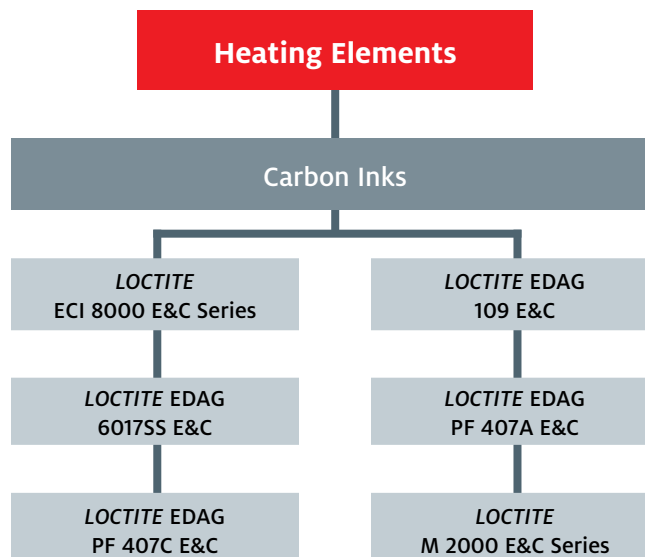 Heating Elements
Carbon Inks
LOCTITE
ECI 8000 E&C Series
LOCTITE EDAG
109 E&C
LOCTITE EDAG
6017SS E&C
LOCTITE EDAG
PF 407A E&C
LOCTITE EDAG
PF 407C E&C
LOCTITE
M 2000 E&C Series